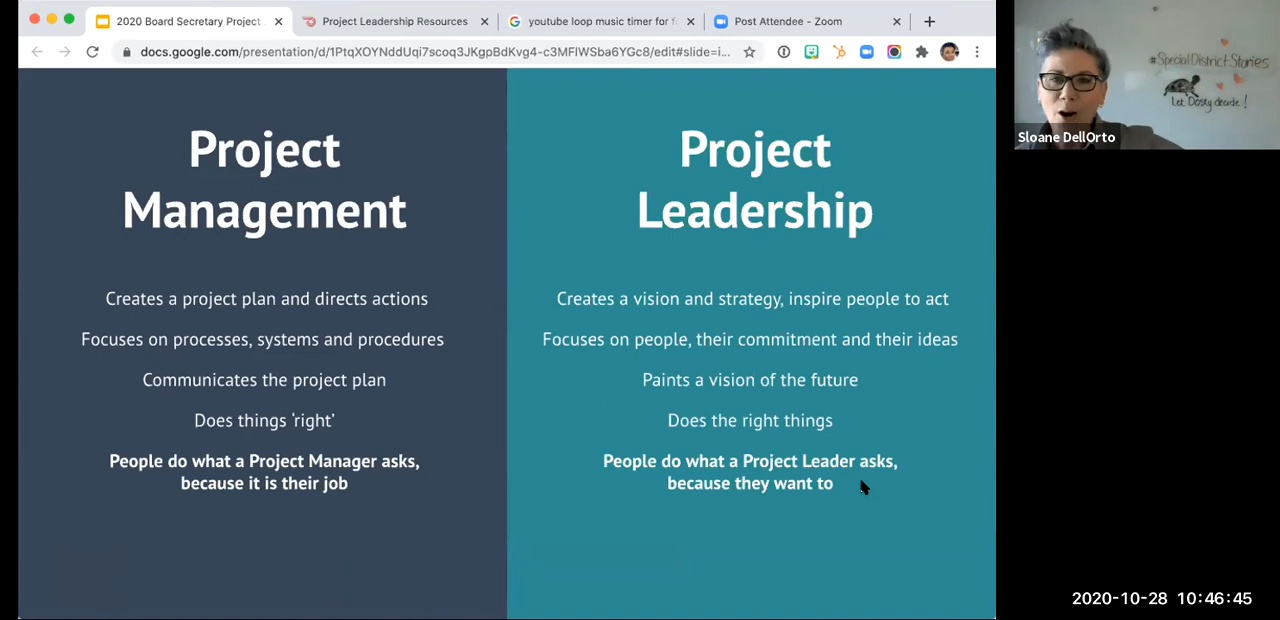 2020 Board Secretary Project
Project Leadership Resources
youtube loop music timer for f
Post Attendee - Zoom
docs.google.com/presentation/d/1PtqXOYNddUqi7scoq3JKgpBdKvg4-c3MFlWSba6YGc8/edit#slide=i...
Project
Management
Creates a project plan and directs actions
Focuses on processes, systems and procedures
Communicates the project plan
Does things ‘right’
People do what a Project Manager asks,
because it is their job
Project
Leadership
Creates a vision and strategy, inspire people to act
Focuses on people, their commitment and their ideas
Paints a vision of the future
Does the right things
People do what a Project Leader asks,
because they want to
#SpecialDistrictStories
Let Dosty decide!
Sloane DellOrto
2020-10-28 10:46:45